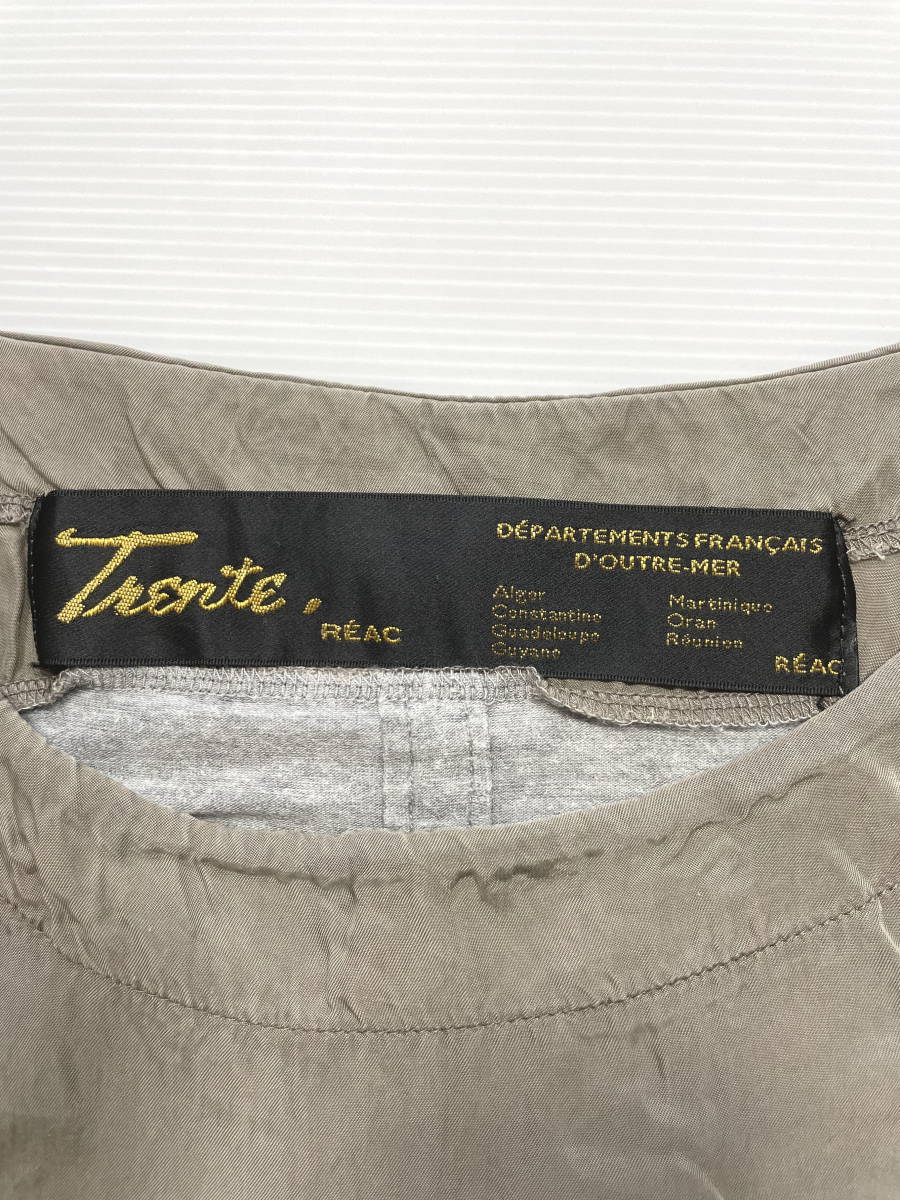 Trente.
RÉAC
DÉPARTEMENTS FRANÇAIS
D'OUTRE-MER
Alger
Constantine
Guadeloupe
Guyane
Martinique
Oran
Réunion
RÉAC